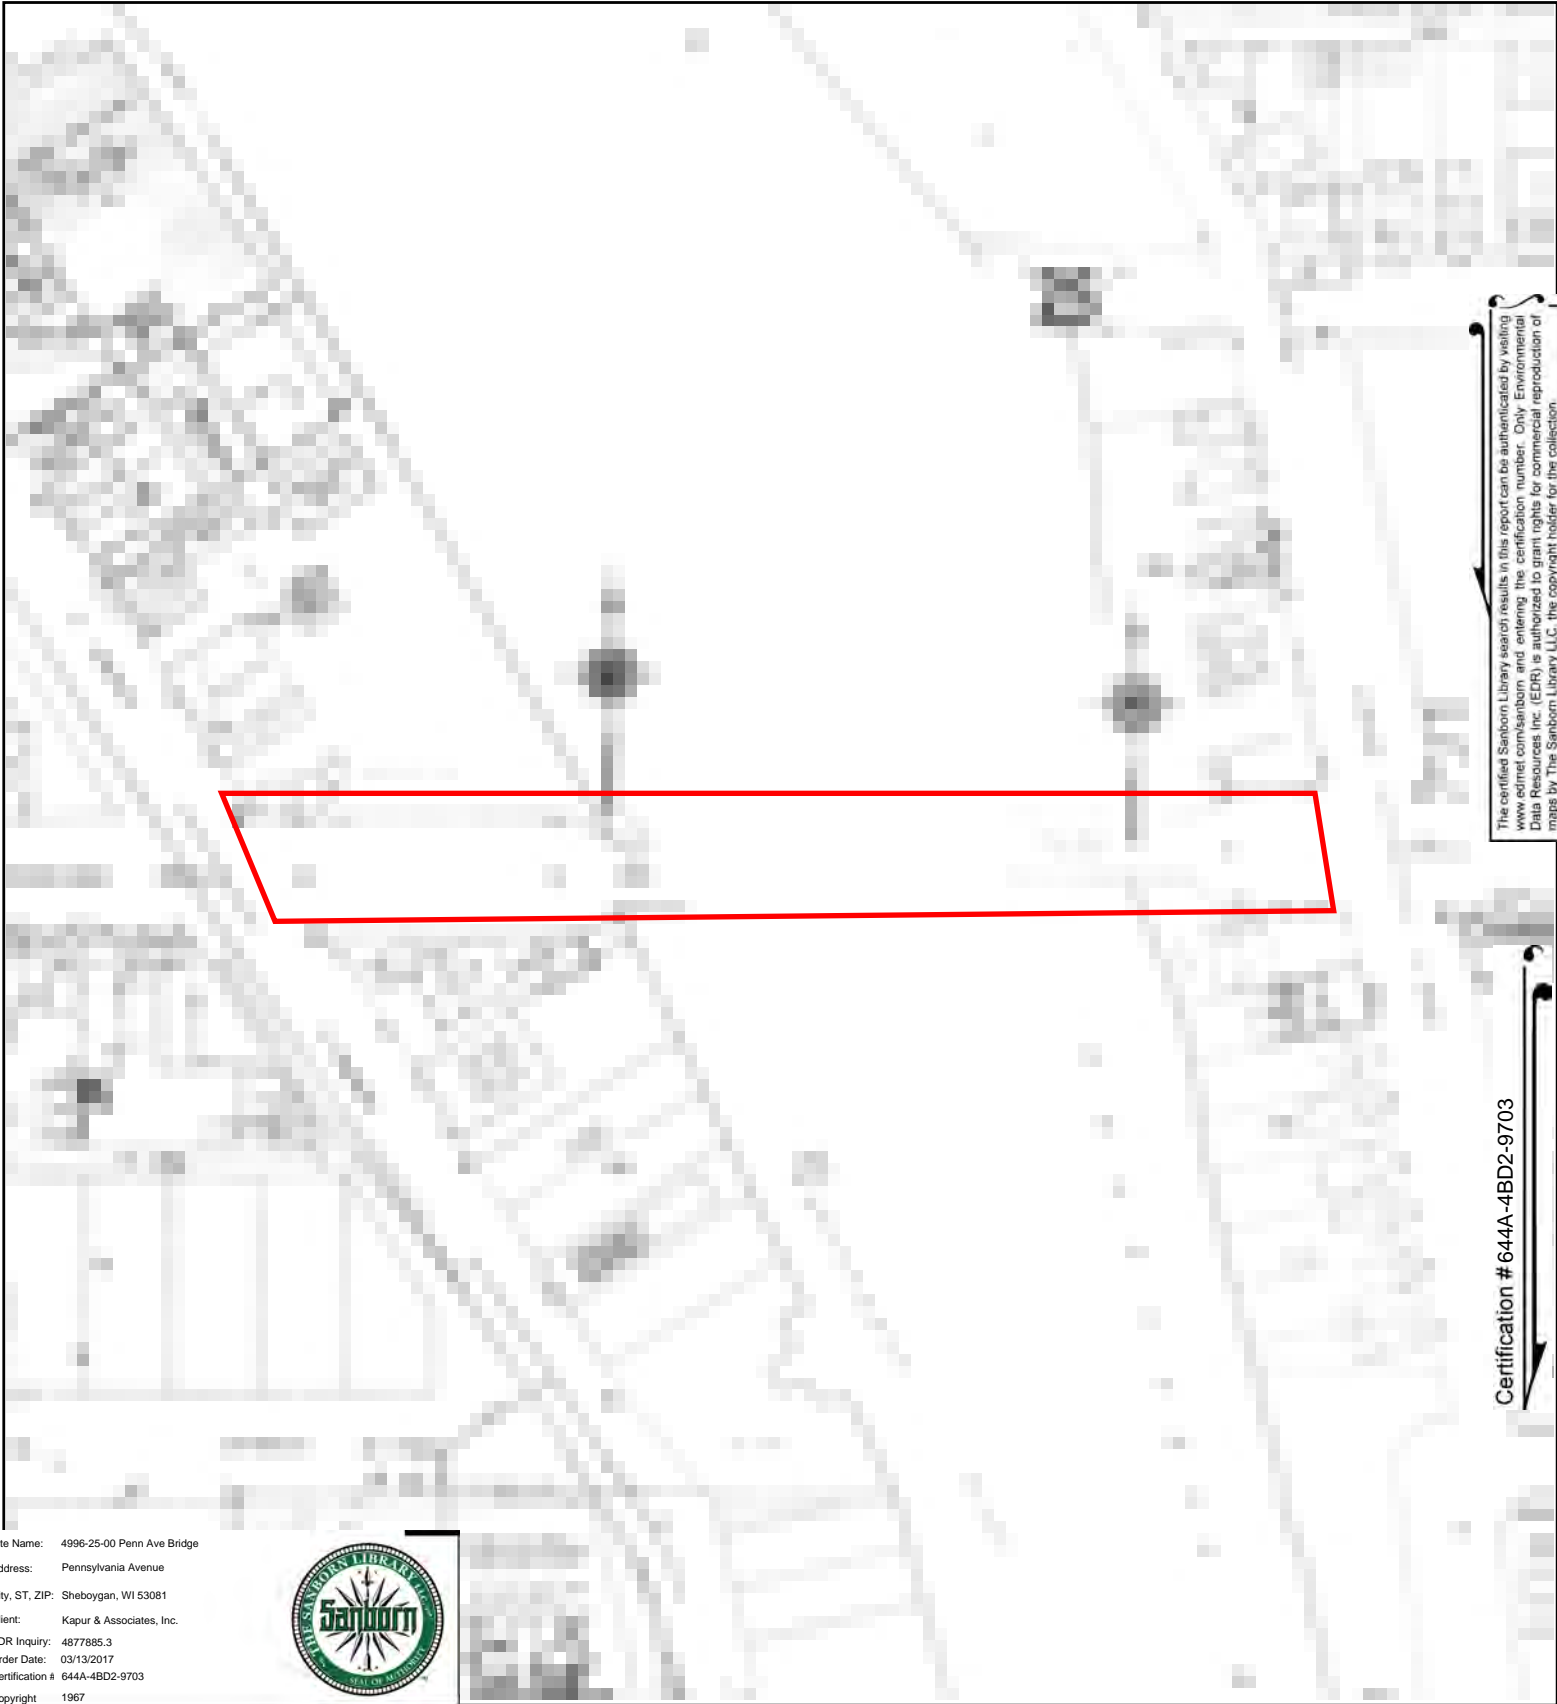 The certified Sanborn Library search results in this report can be authenticated by visiting
www.edrnet.com/sanborn and entering the certification number. Only Environmental
Data Resources Inc. (EDR) is authorized to grant rights for commercial reproduction of
maps by The Sanborn Library LLC, the copyright holder for the collection.
Certification # 644A-4BD2-9703
te Name: 4996-25-00 Penn Ave Bridge
ddress: Pennsylvania Avenue
ity, ST, ZIP: Sheboygan, WI 53081
lient: Kapur & Associates, Inc.
DR Inquiry: 4877885.3
rder Date: 03/13/2017
ertification # 644A-4BD2-9703
opyright 1967
THE SANBORN LIBRARY, LLC
Sanborn
SEAL OF AUTHORITY